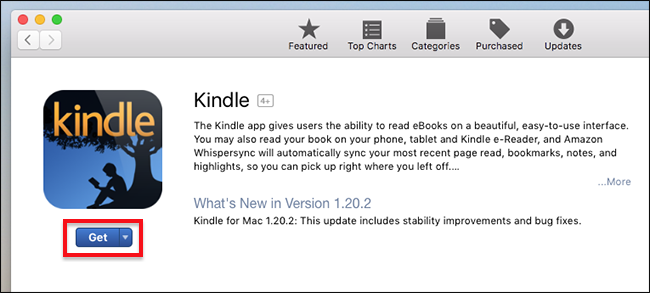 Featured Top Charts Categories Purchased Updates
kindle
Kindle 4+
The Kindle app gives users the ability to read eBooks on a beautiful, easy-to-use interface.
You may also read your book on your phone, tablet and Kindle e-Reader, and Amazon
Whispersync will automatically sync your most recent page read, bookmarks, notes, and
highlights, so you can pick up right where you left off....
...More
What's New in Version 1.20.2
Kindle for Mac 1.20.2: This update includes stability improvements and bug fixes.
Get